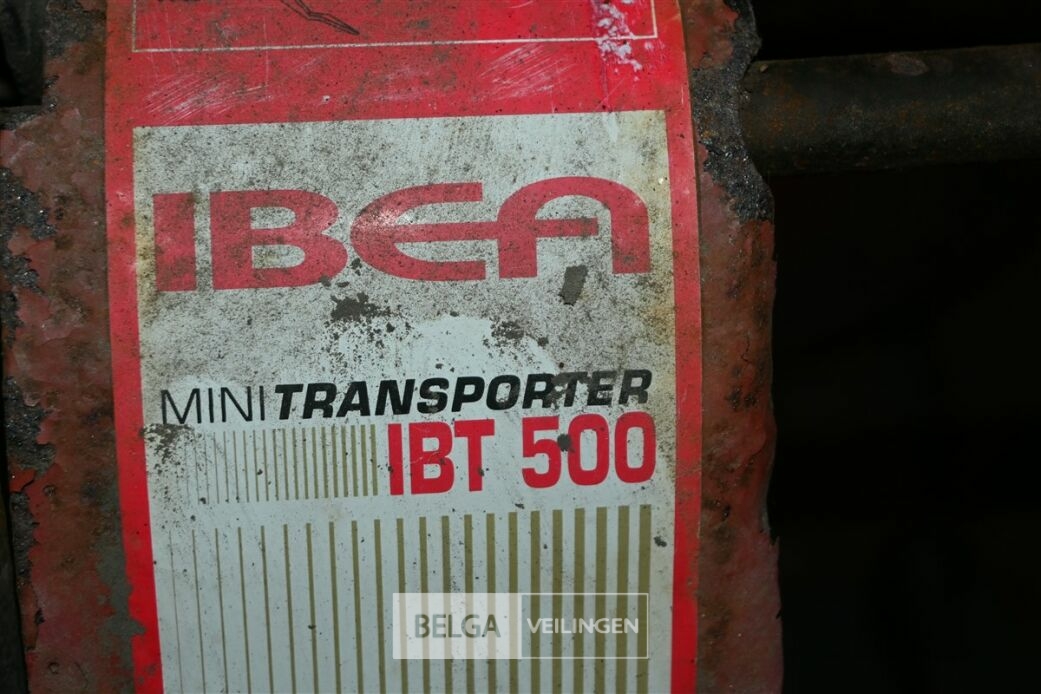 IBEA
MINITRANSPORTER
IBT 500
BELGA VEILINGEN